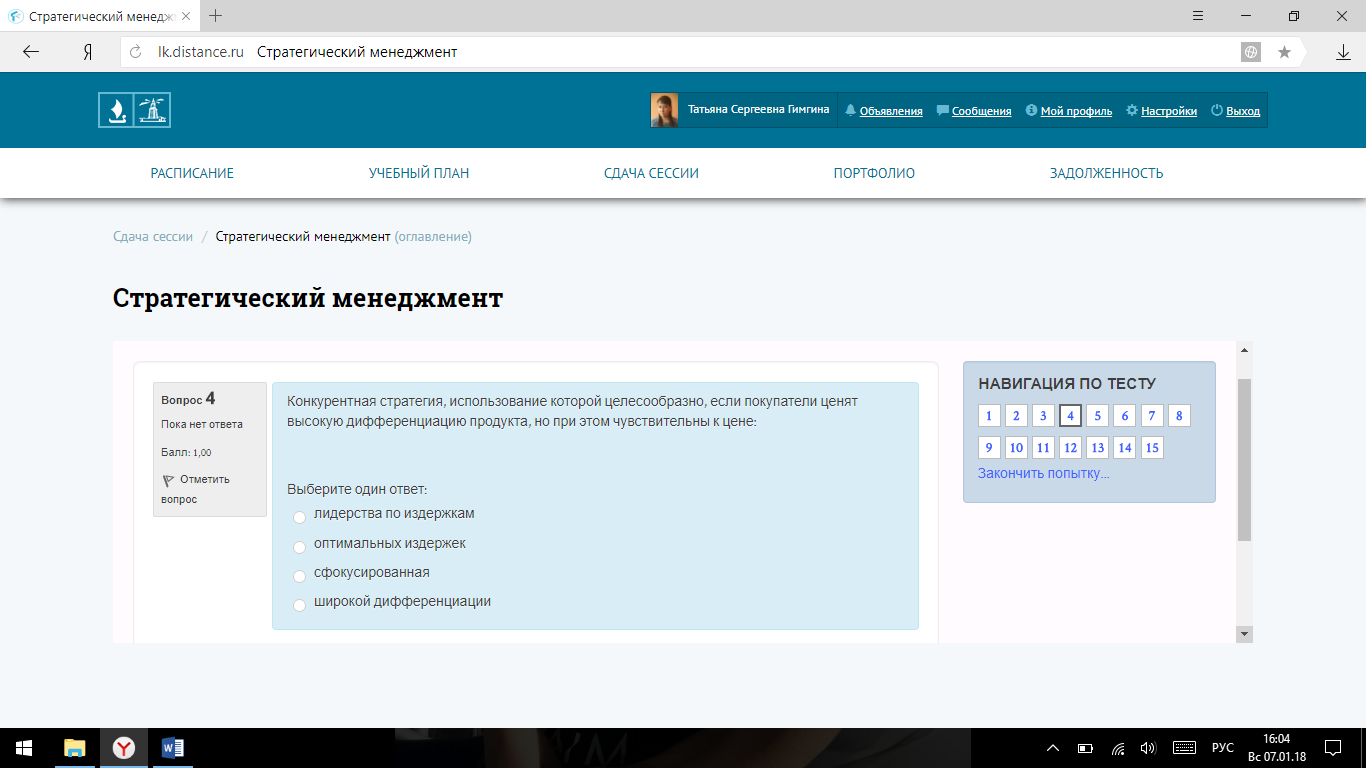 Стратегический менедж
lk.distance.ru Стратегический менеджмент
Татьяна Сергеевна Гимгина Объявления Сообщения Мой профиль Настройки Выход
РАСПИСАНИЕ УЧЕБНЫЙ ПЛАН СДАЧА СЕССИИ ПОРТФОЛИО ЗАДОЛЖЕННОСТЬ
Сдача сессии / Стратегический менеджмент (оглавление)
Стратегический менеджмент
Вопрос 4
Пока нет ответа
Балл: 1,00
Отметить
вопрос
Конкурентная стратегия, использование которой целесообразно, если покупатели ценят
высокую дифференциацию продукта, но при этом чувствительны к цене:
Выберите один ответ:
лидерства по издержкам
оптимальных издержек
сфокусированная
широкой дифференциации
НАВИГАЦИЯ ПО ТЕСТУ
1 2 3 4 5 6 7 8
9 10 11 12 13 14 15
Закончить попытку...
РУС
16:04
Вс 07.01.18